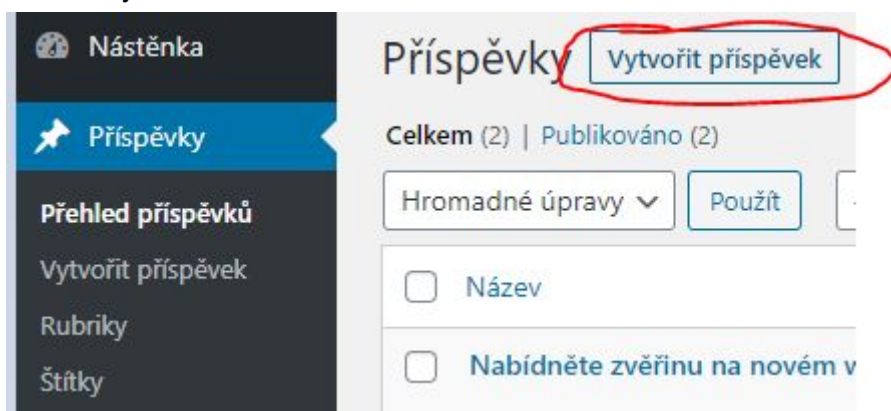 Nástěnka
Příspěvky
Přehled příspěvků
Vytvořit příspěvek
Rubriky
Štítky
Příspěvky Vytvořit příspěvek
Celkem (2) | Publikováno (2)
Hromadné úpravy Použít
Název
Nabídněte zvěřinu na novém